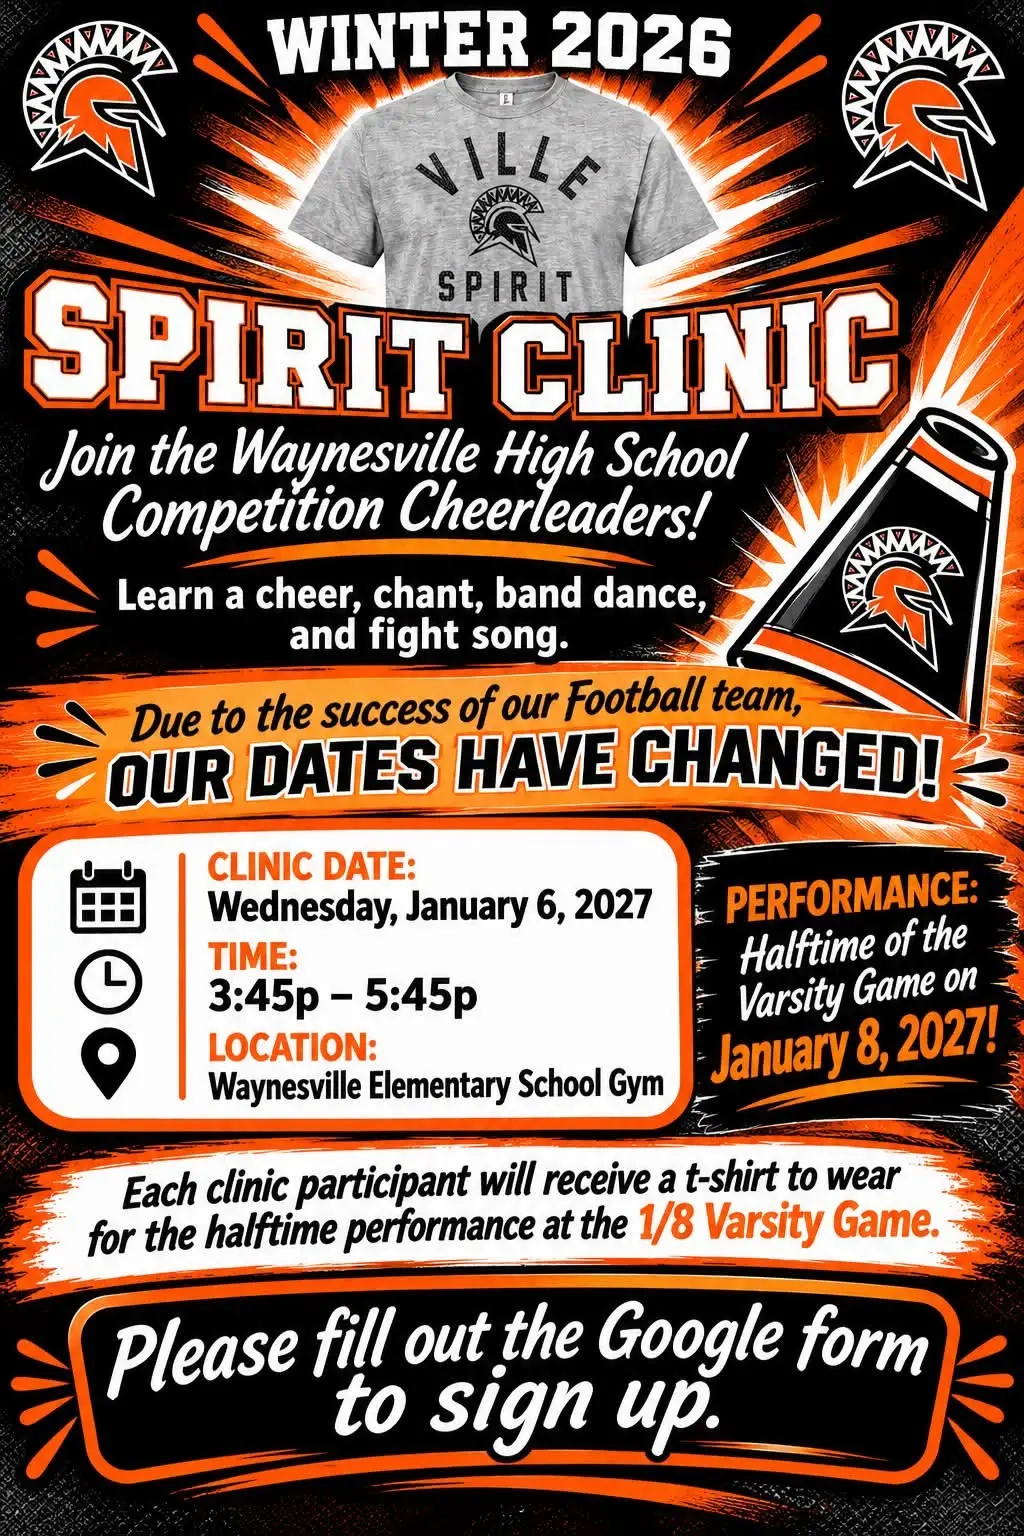 WINTER 2026
VILLE
SPIRIT
SPIRIT CLINIC
Join the Waynesville High School
Competition Cheerleaders!
Learn a cheer, chant, band dance,
and fight song.
Due to the success of our Football team,
OUR DATES HAVE CHANGED!
CLINIC DATE:
Wednesday, January 6, 2027
TIME:
3:45p – 5:45p
LOCATION:
Waynesville Elementary School Gym
PERFORMANCE:
Halftime of the
Varsity Game on
January 8, 2027!
Each clinic participant will receive a t-shirt to wear
for the halftime performance at the 1/8 Varsity Game.
Please fill out the Google form
to sign up.